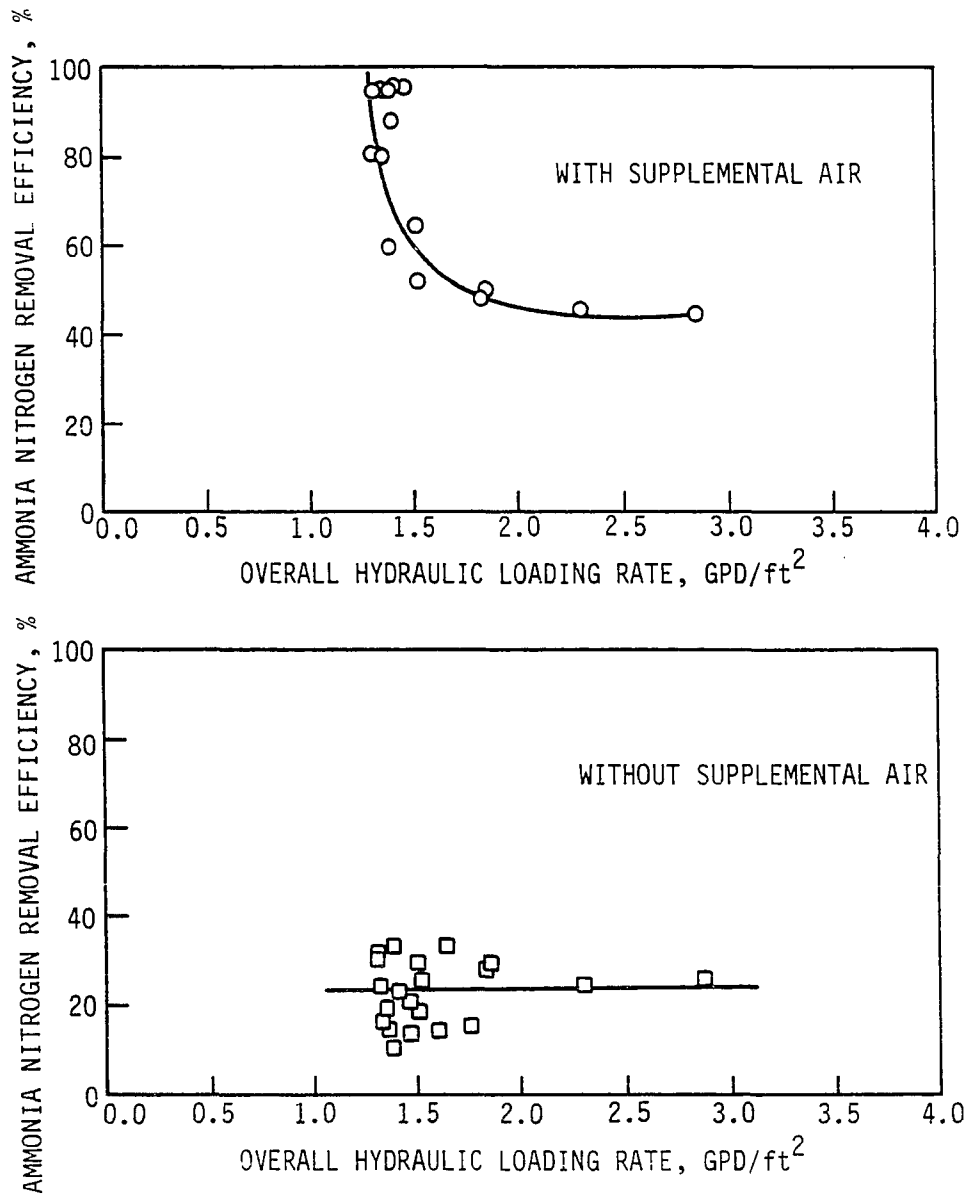 AMMONIA NITROGEN REMOVAL EFFICIENCY, %
100
80
60
40
20
0
WITH SUPPLEMENTAL AIR
0.0 0.5 1.0 1.5 2.0 2.5 3.0 3.5 4.0
OVERALL HYDRAULIC LOADING RATE, GPD/ft²
AMMONIA NITROGEN REMOVAL EFFICIENCY, %
100
80
60
40
20
0
WITHOUT SUPPLEMENTAL AIR
0.0 0.5 1.0 1.5 2.0 2.5 3.0 3.5 4.0
OVERALL HYDRAULIC LOADING RATE, GPD/ft²